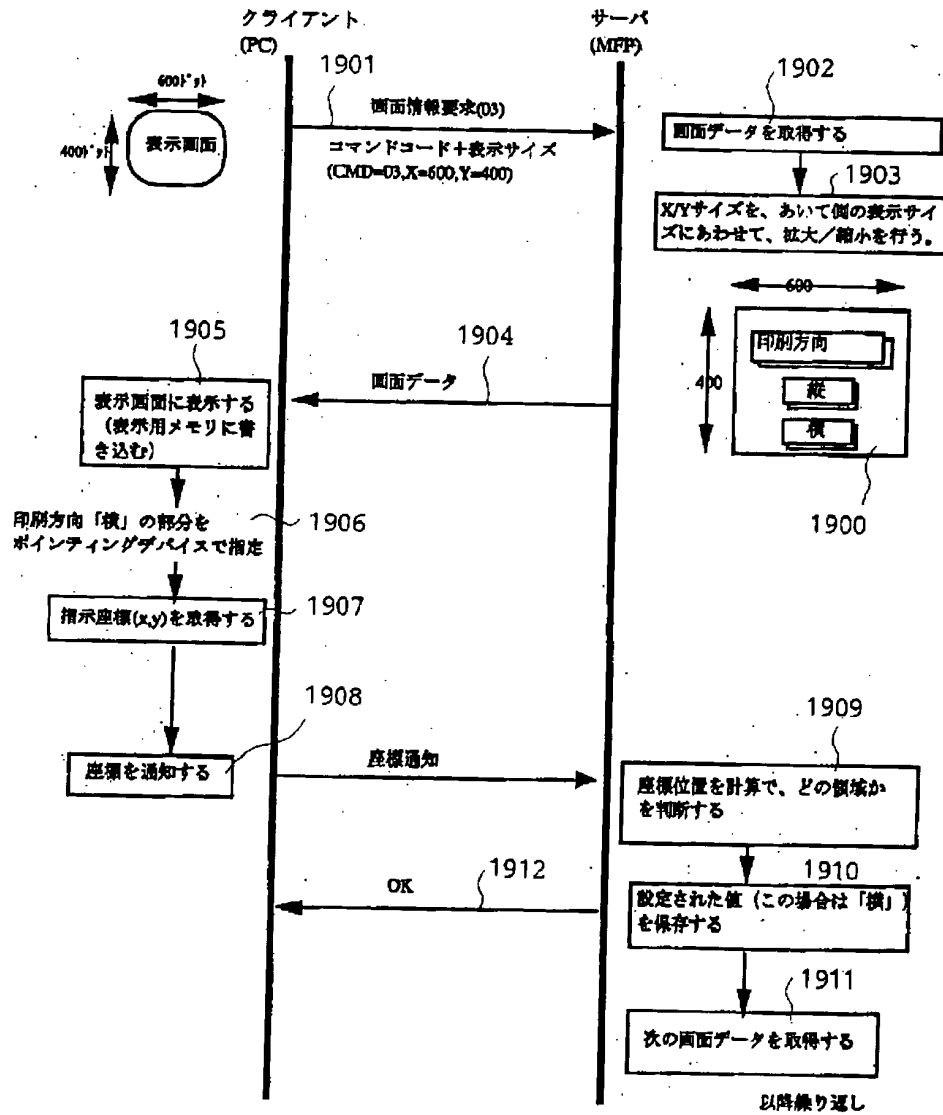 クライアント
(PC)
サーバ
(MFP)
1901
1902
600ドット
400ドット
表示画面
画面情報要求(03)
コマンドコード+表示サイズ
(CMD=03,X=600,Y=400)
画面データを取得する
1903
X/Yサイズを、あいて側の表示サイ
ズにあわせて、拡大/縮小を行う。
600
400
印刷方向
縦
横
1900
1905
1904
画面データ
表示画面に表示する
(表示用メモリに書
き込む)
1906
印刷方向「横」の部分を
ポインティングデバイスで指定
指示座標(x,y)を取得する
1907
1908
1909
座標を通知する
座標通知
座標位置を計算で、どの領域か
を判断する
1912
OK
1910
設定された値(この場合は「横」)
を保存する
1911
次の画面データを取得する
以降繰り返し